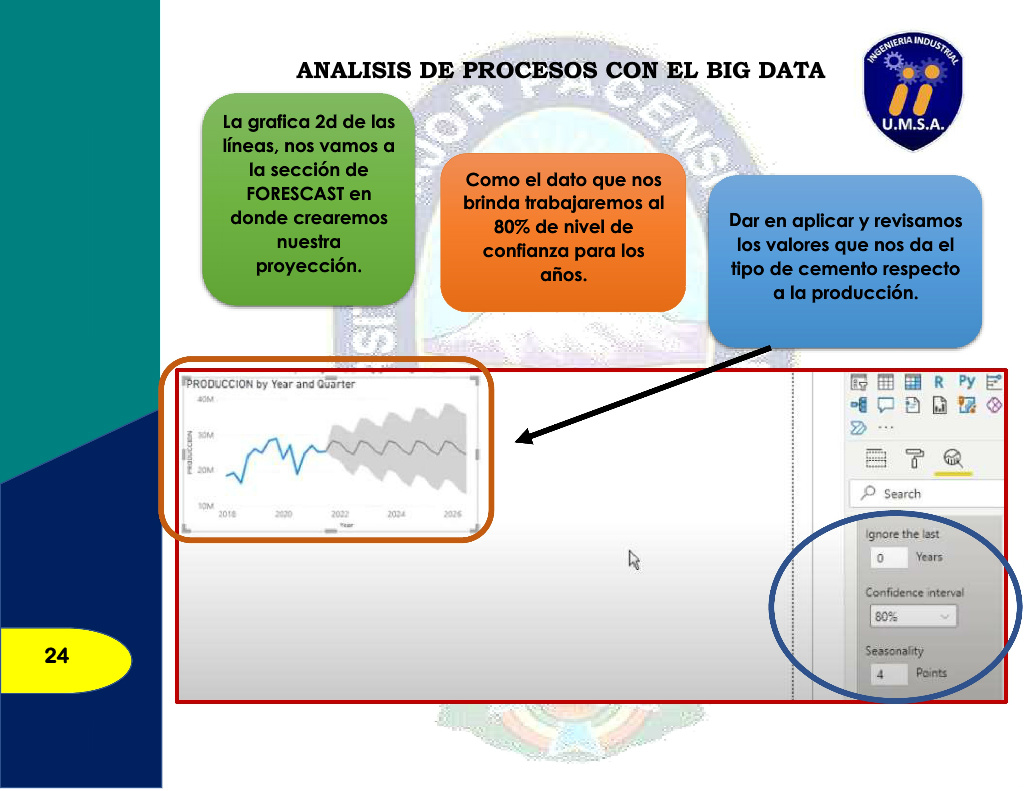 ANALISIS DE PROCESOS CON EL BIG DATA
INGENIERIA INDUSTRIAL
U.M.S.A.
La grafica 2d de las
líneas, nos vamos a
la sección de
FORESCAST en
donde crearemos
nuestra
proyección.
Como el dato que nos
brinda trabajaremos al
80% de nivel de
confianza para los
años.
Dar en aplicar y revisamos
los valores que nos da el
tipo de cemento respecto
a la producción.
PRODUCCION by Year and Quarter
40M
30M
20M
10M
PRODUCCION
2018
2020
2022
2024
2026
Year
R
Py
...
Search
Ignore the last
0 Years
Confidence interval
80%
Seasonality
4 Points
24